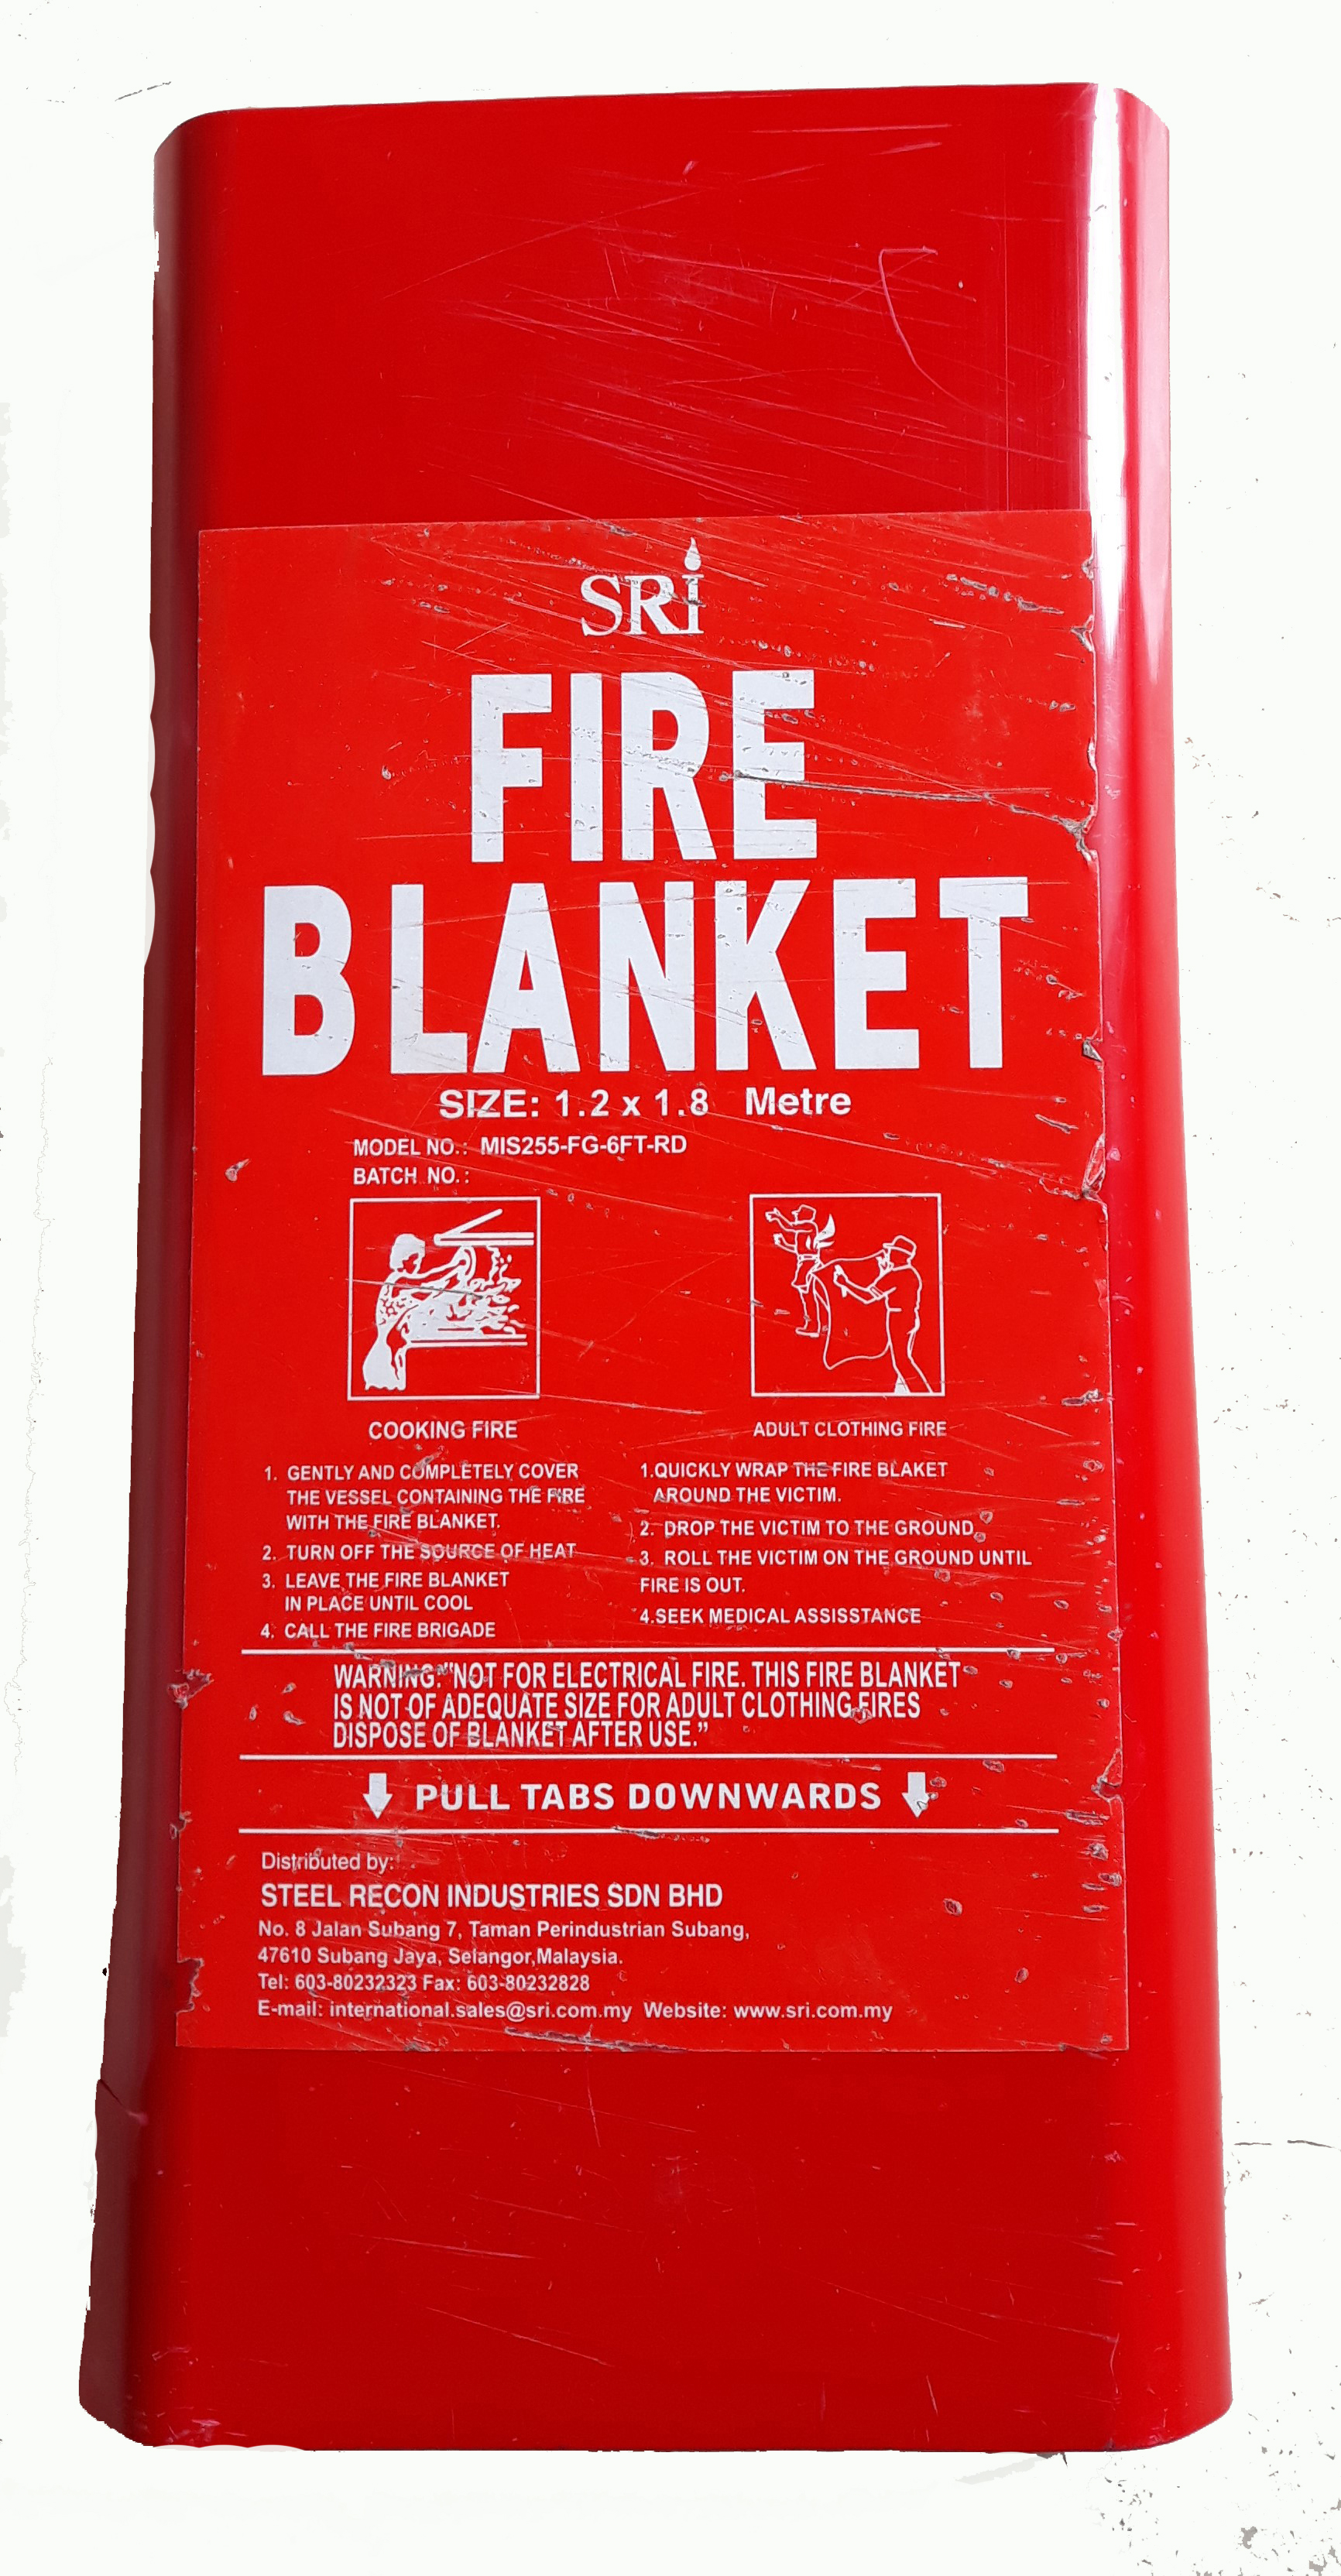 SRi
FIRE
BLANKET
SIZE: 1.2 x 1.8 Metre
MODEL NO.: MIS255-FG-6FT-RD
BATCH NO.:
COOKING FIRE
1. GENTLY AND COMPLETELY COVER
THE VESSEL CONTAINING THE FIRE
WITH THE FIRE BLANKET.
2. TURN OFF THE SOURCE OF HEAT
3. LEAVE THE FIRE BLANKET
IN PLACE UNTIL COOL
4. CALL THE FIRE BRIGADE
ADULT CLOTHING FIRE
1.QUICKLY WRAP THE FIRE BLAKET
AROUND THE VICTIM.
2. DROP THE VICTIM TO THE GROUND.
3. ROLL THE VICTIM ON THE GROUND UNTIL
FIRE IS OUT.
4.SEEK MEDICAL ASSISSTANCE
WARNING:"NOT FOR ELECTRICAL FIRE. THIS FIRE BLANKET
IS NOT OF ADEQUATE SIZE FOR ADULT CLOTHING FIRES
DISPOSE OF BLANKET AFTER USE."
PULL TABS DOWNWARDS
Distributed by:
STEEL RECON INDUSTRIES SDN BHD
No. 8 Jalan Subang 7, Taman Perindustrian Subang,
47610 Subang Jaya, Selangor,Malaysia.
Tel: 603-80232323 Fax: 603-80232828
E-mail: international.sales@sri.com.my Website: www.sri.com.my